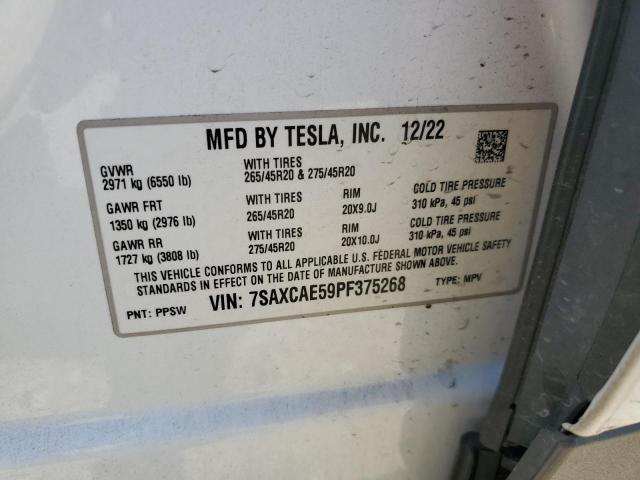 MFD BY TESLA, INC. 12/22
GVWR
2971 kg (6550 lb)
WITH TIRES
265/45R20 & 275/45R20
GAWR FRT
1350 kg (2976 lb)
WITH TIRES
265/45R20
RIM
20X9.0J
COLD TIRE PRESSURE
310 kPa, 45 psi
GAWR RR
1727 kg (3808 lb)
WITH TIRES
275/45R20
RIM
20X10.0J
COLD TIRE PRESSURE
310 kPa, 45 psi
THIS VEHICLE CONFORMS TO ALL APPLICABLE U.S. FEDERAL MOTOR VEHICLE SAFETY
STANDARDS IN EFFECT ON THE DATE OF MANUFACTURE SHOWN ABOVE.
PNT: PPSW
VIN: 7SAXCAE59PF375268
TYPE: MPV